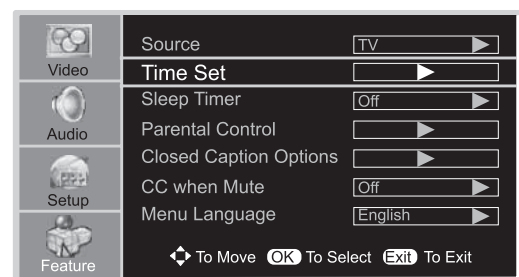 Video
Audio
Setup
Feature
Source TV
Time Set
Sleep Timer Off
Parental Control
Closed Caption Options
CC when Mute Off
Menu Language English
To Move OK To Select Exit To Exit